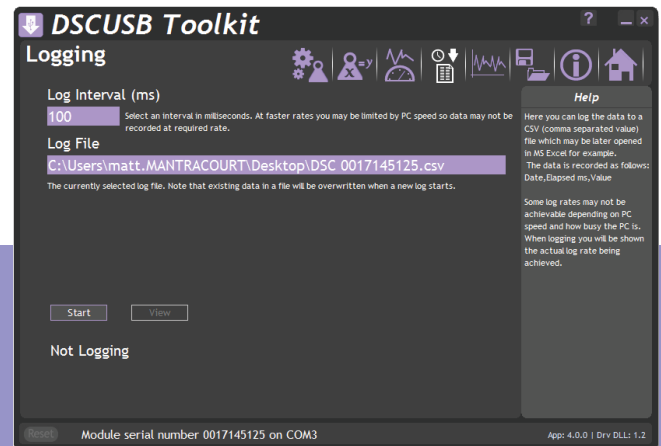 DSCUSB Toolkit
? _ ×
Logging
X =y
Log Interval (ms)
100
Select an interval in milliseconds. At faster rates you may be limited by PC speed so data may not be
recorded at required rate.
Log File
C:\Users\matt.MANTRACOURT\Desktop\DSC 0017145125.csv
The currently selected log file. Note that existing data in a file will be overwritten when a new log starts.
Start
View
Not Logging
Help
Here you can log the data to a
CSV (comma separated value)
file which may be later opened
in MS Excel for example.
The data is recorded as follows:
Date,Elapsed ms,Value
Some log rates may not be
achievable depending on PC
speed and how busy the PC is.
When logging you will be shown
the actual log rate being
achieved.
Reset
Module serial number 0017145125 on COM3
App: 4.0.0 | Drv DLL: 1.2